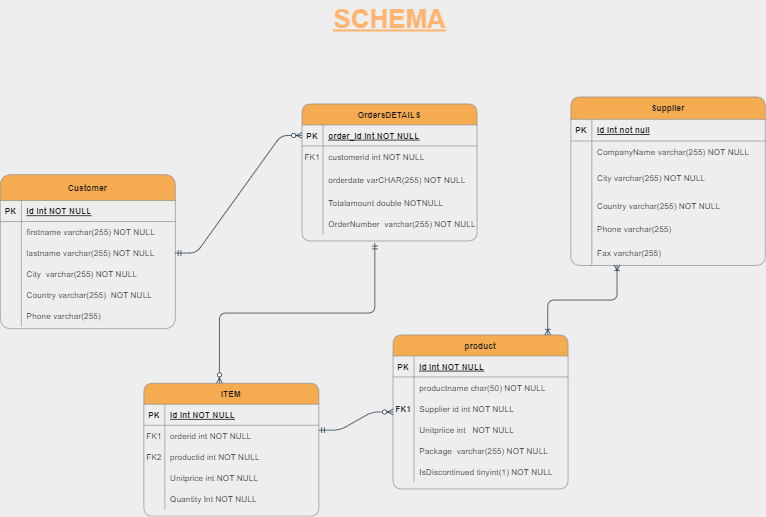 SCHEMA
Customer
PK id int NOT NULL
firstname varchar(255) NOT NULL
lastname varchar(255) NOT NULL
City varchar(255) NOT NULL
Country varchar(255) NOT NULL
Phone varchar(255)
OrdersDETAILS
PK order_id int NOT NULL
FK1 customerid int NOT NULL
orderdate varCHAR(255) NOT NULL
Totalamount double NOTNULL
OrderNumber varchar(255) NOT NULL
Supplier
PK id int not null
CompanyName varchar(255) NOT NULL
City varchar(255) NOT NULL
Country varchar(255) NOT NULL
Phone varchar(255)
Fax varchar(255)
ITEM
PK id int NOT NULL
FK1 orderid int NOT NULL
FK2 productid int NOT NULL
Unitprice int NOT NULL
Quantity Int NOT NULL
product
PK id int NOT NULL
productname char(50) NOT NULL
FK1 Supplier id int NOT NULL
Unitpriice int NOT NULL
Package varchar(255) NOT NULL
IsDiscontinued tinyint(1) NOT NULL